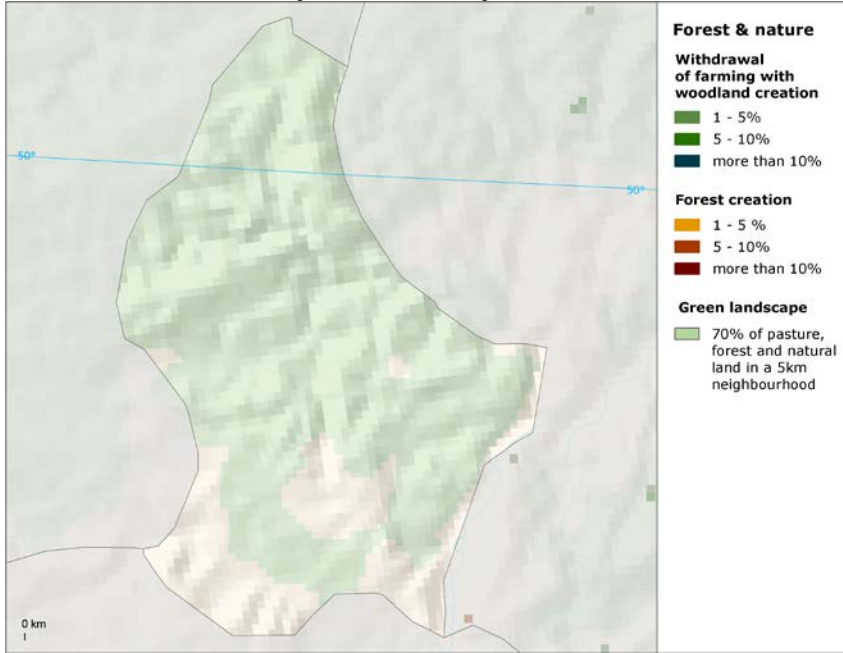 50°
50°
0 km
Forest & nature
Withdrawal
of farming with
woodland creation
1 - 5%
5 - 10%
more than 10%
Forest creation
1 - 5 %
5 - 10%
more than 10%
Green landscape
70% of pasture,
forest and natural
land in a 5km
neighbourhood